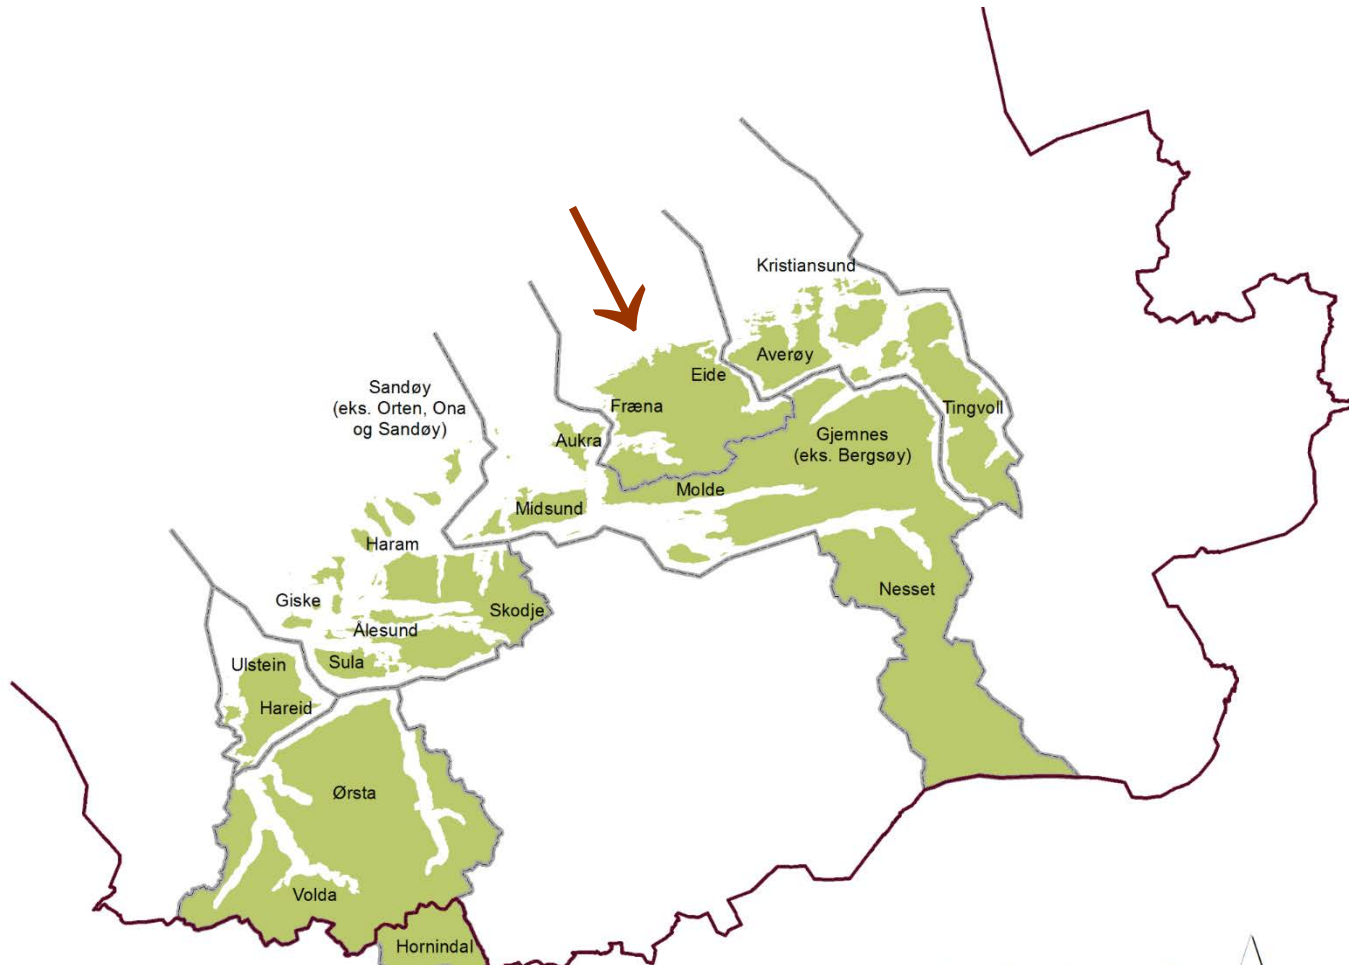 Kristiansund
Averøy
Eide
Sandøy
(eks. Orten, Ona
og Sandøy)
Fræna
Tingvoll
Aukra
Gjemnes
(eks. Bergsøy)
Molde
Midsund
Haram
Nesset
Giske
Skodje
Ålesund
Ulstein
Sula
Hareid
Ørsta
Volda
Hornindal